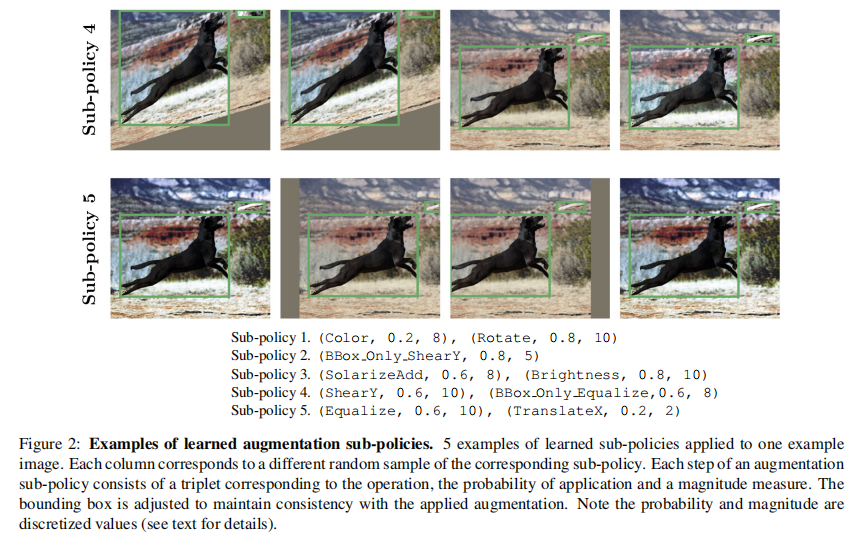 Sub-policy 4
Sub-policy 5
Sub-policy 1. (Color, 0.2, 8), (Rotate, 0.8, 10)
Sub-policy 2. (BBox_Only_ShearY, 0.8, 5)
Sub-policy 3. (SolarizeAdd, 0.6, 8), (Brightness, 0.8, 10)
Sub-policy 4. (ShearY, 0.6, 10), (BBox_Only_Equalize,0.6, 8)
Sub-policy 5. (Equalize, 0.6, 10), (TranslateX, 0.2, 2)
Figure 2: Examples of learned augmentation sub-policies. 5 examples of learned sub-policies applied to one example
image. Each column corresponds to a different random sample of the corresponding sub-policy. Each step of an augmentation
sub-policy consists of a triplet corresponding to the operation, the probability of application and a magnitude measure. The
bounding box is adjusted to maintain consistency with the applied augmentation. Note the probability and magnitude are
discretized values (see text for details).